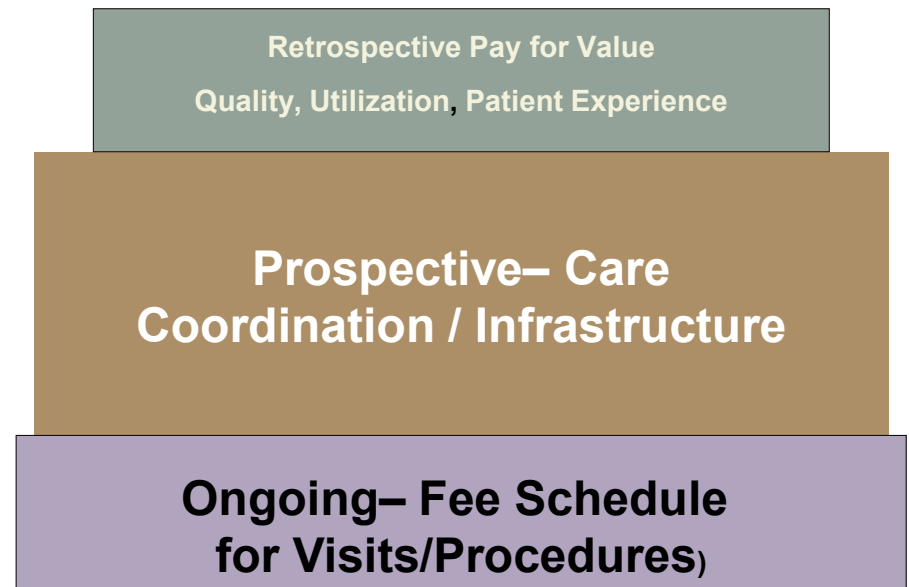 Retrospective Pay for Value
Quality, Utilization, Patient Experience
Prospective– Care
Coordination / Infrastructure
Ongoing– Fee Schedule
for Visits/Procedures)